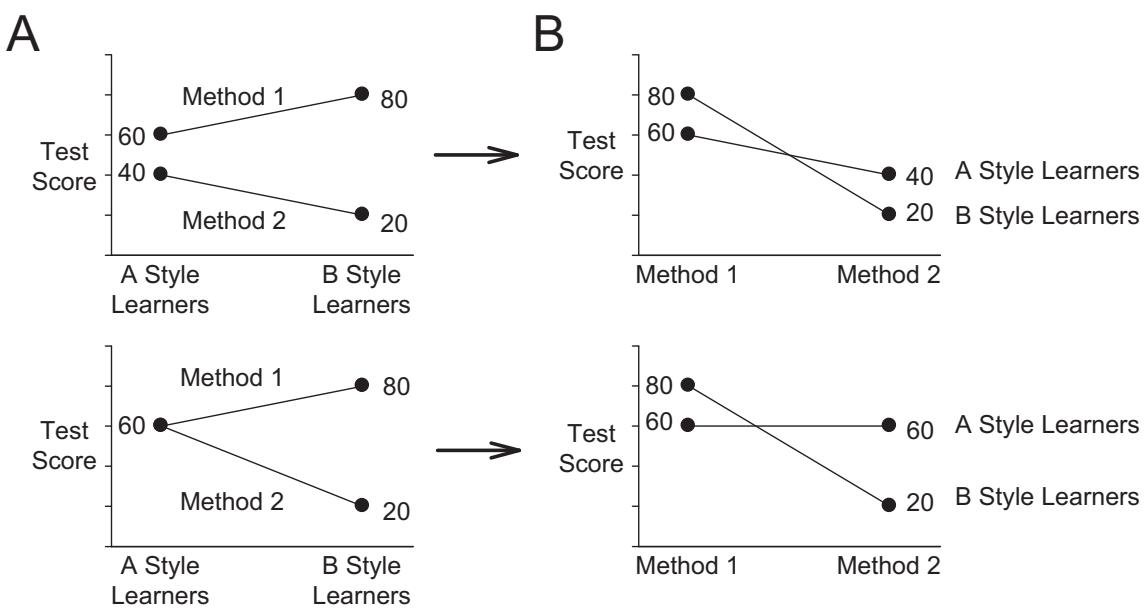 A
Method 1
80
60
Test
Score
40
Method 2
20
A Style
Learners
B Style
Learners
B
80
60
Test
Score
40
A Style Learners
20
B Style Learners
Method 1
Method 2
Method 1
80
60
Test
Score
Method 2
20
A Style
Learners
B Style
Learners
80
60
Test
Score
60
A Style Learners
20
B Style Learners
Method 1
Method 2